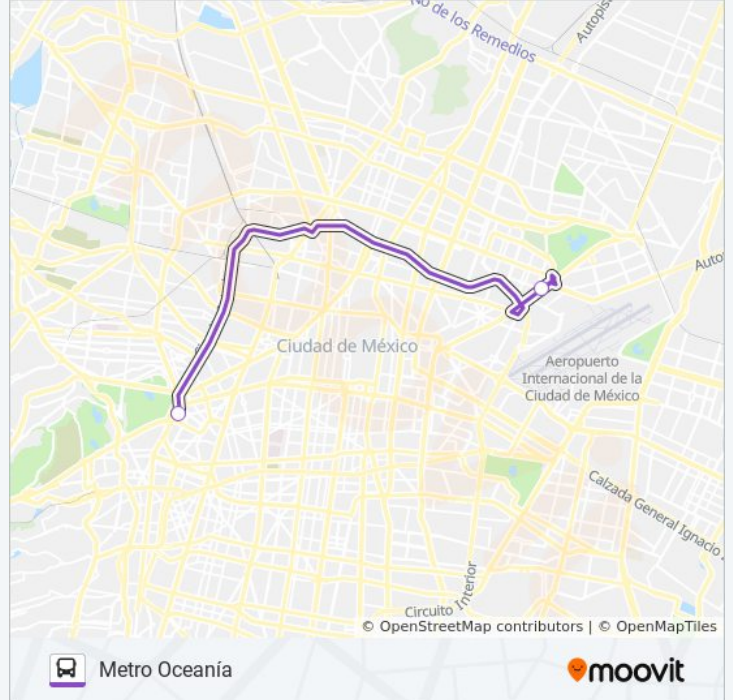 No de los Remedios
Autopis
Auto
Ciudad de México
Aeropuerto
Internacional de la
Ciudad de México
Calzada General Ignacio
Circuito Interior
© OpenStreetMap contributors | © OpenMapTiles
Metro Oceanía
moovit